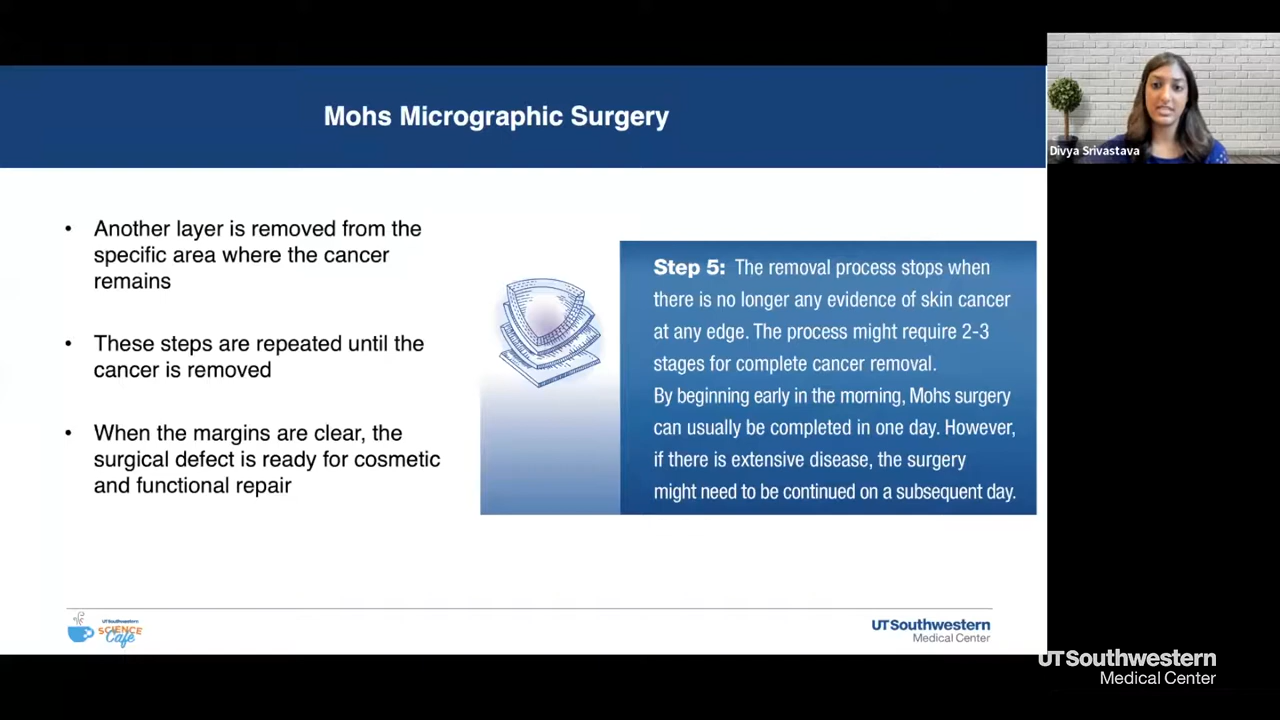 Mohs Micrographic Surgery
Divya Srivastava
• Another layer is removed from the
specific area where the cancer
remains
• These steps are repeated until the
cancer is removed
• When the margins are clear, the
surgical defect is ready for cosmetic
and functional repair
Step 5: The removal process stops when
there is no longer any evidence of skin cancer
at any edge. The process might require 2-3
stages for complete cancer removal.
By beginning early in the morning, Mohs surgery
can usually be completed in one day. However,
if there is extensive disease, the surgery
might need to be continued on a subsequent day.
UTSouthwestern
SCIENCE
Café
UTSouthwestern
Medical Center
UTSouthwestern
Medical Center